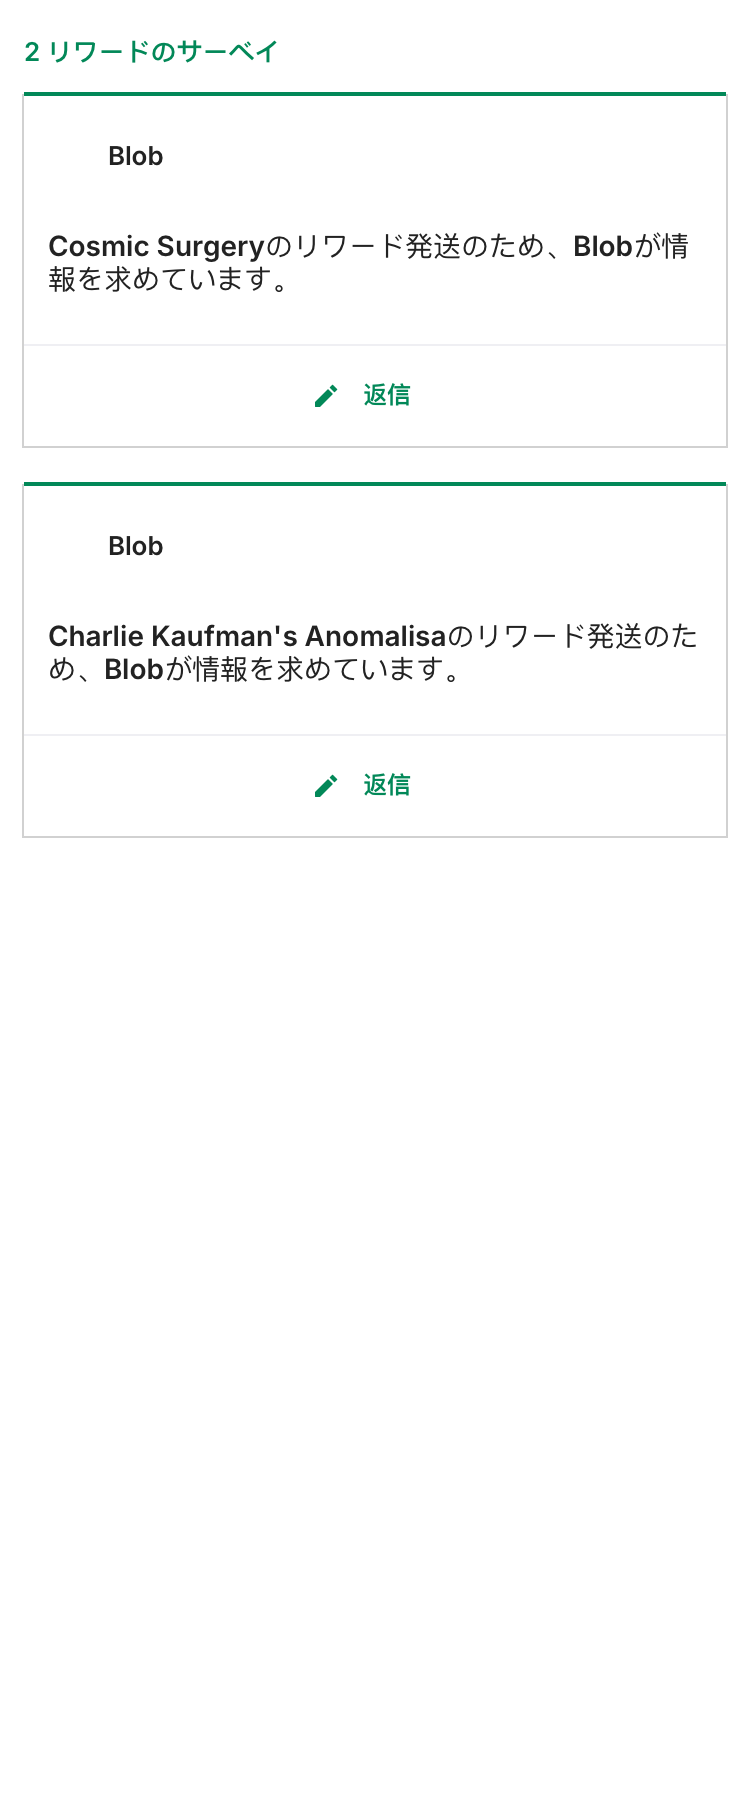 2 リワードのサーベイ
Blob
Cosmic Surgeryのリワード発送のため、Blobが情
報を求めています。
返信
Blob
Charlie Kaufman's Anomalisaのリワード発送のた
め、Blobが情報を求めています。
返信